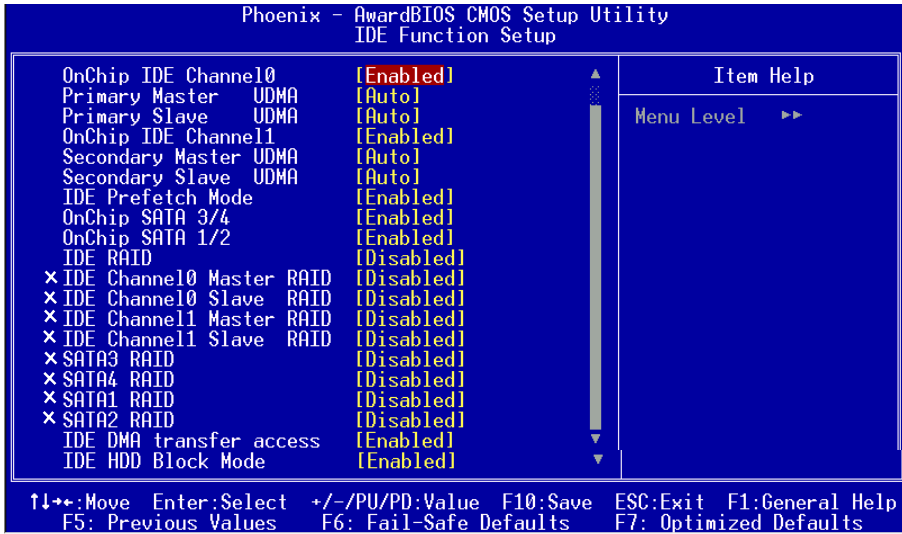 Phoenix - AwardBIOS CMOS Setup Utility
IDE Function Setup
OnChip IDE Channel0 [Enabled]
Primary Master UDMA [Auto]
Primary Slave UDMA [Auto]
OnChip IDE Channel1 [Enabled]
Secondary Master UDMA [Auto]
Secondary Slave UDMA [Auto]
IDE Prefetch Mode [Enabled]
OnChip SATA 3/4 [Enabled]
OnChip SATA 1/2 [Enabled]
IDE RAID [Disabled]
× IDE Channel0 Master RAID [Disabled]
× IDE Channel0 Slave RAID [Disabled]
× IDE Channel1 Master RAID [Disabled]
× IDE Channel1 Slave RAID [Disabled]
× SATA3 RAID [Disabled]
× SATA4 RAID [Disabled]
× SATA1 RAID [Disabled]
× SATA2 RAID [Disabled]
IDE DMA transfer access [Enabled]
IDE HDD Block Mode [Enabled]
Item Help
Menu Level ►►
↑↓→←:Move Enter:Select +/-/PU/PD:Value F10:Save ESC:Exit F1:General Help
F5: Previous Values F6: Fail-Safe Defaults F7: Optimized Defaults